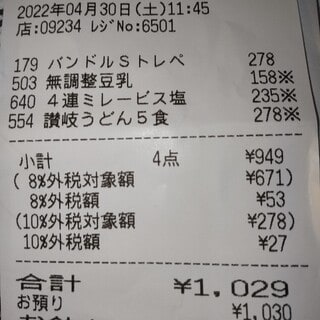 2022年04月30日(土)11:45
店:09234 レジNo:6501
179 バンドルSトレペ 278
503 無調整豆乳 158※
640 4連ミレービス塩 235※
554 讃岐うどん5食 278※
小計 4点 ¥949
( 8%外税対象額 ¥671)
8%外税額 ¥53
(10%外税対象額 ¥278)
10%外税額 ¥27
合計 ¥1,029
お預り ¥1,030